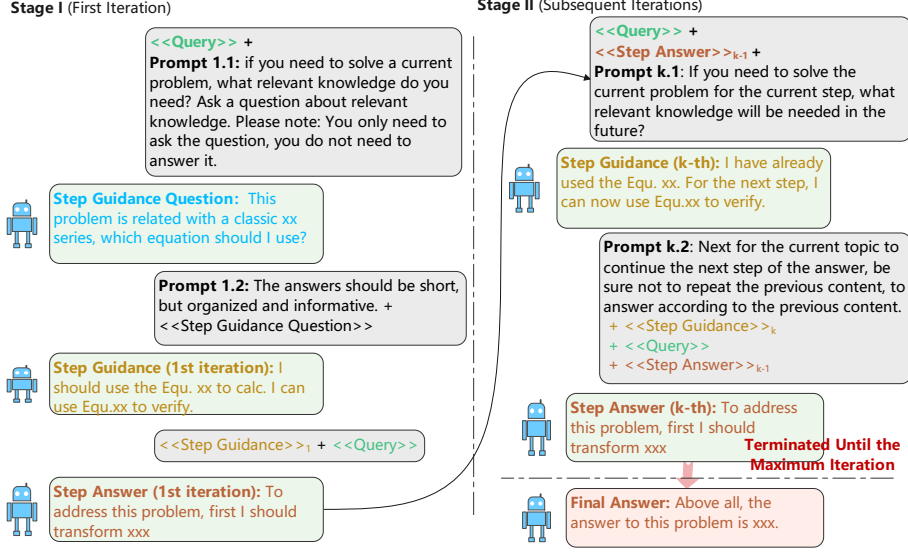 Stage I (First Iteration)
<<Query>> +
Prompt 1.1: if you need to solve a current
problem, what relevant knowledge do you
need? Ask a question about relevant
knowledge. Please note: You only need to
ask the question, you do not need to
answer it.
Step Guidance Question: This
problem is related with a classic xx
series, which equation should I use?
Prompt 1.2: The answers should be short,
but organized and informative. +
<<Step Guidance Question>>
Step Guidance (1st iteration): I
should use the Equ. xx to calc. I can
use Equ.xx to verify.
<<Step Guidance>>1 + <<Query>>
Step Answer (1st iteration): To
address this problem, first I should
transform xxx
Stage II (Subsequent Iterations)
<<Query>> +
<<Step Answer>>k-1 +
Prompt k.1: If you need to solve the
current problem for the current step, what
relevant knowledge will be needed in the
future?
Step Guidance (k-th): I have already
used the Equ. xx. For the next step, I
can now use Equ.xx to verify.
Prompt k.2: Next for the current topic to
continue the next step of the answer, be
sure not to repeat the previous content, to
answer according to the previous content.
+ <<Step Guidance>>k
+ <<Query>>
+ <<Step Answer>>k-1
Step Answer (k-th): To address
this problem, first I should
transform xxx
Terminated Until the
Maximum Iteration
Final Answer: Above all, the
answer to this problem is xxx.